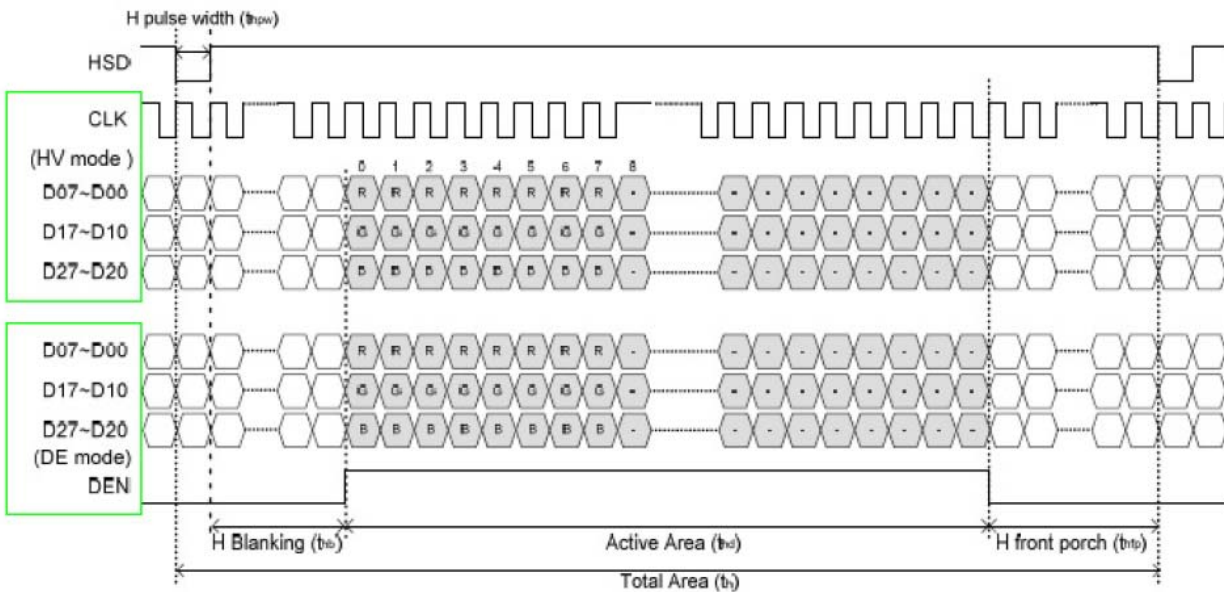 H pulse width (thpw)
HSD
CLK
(HV mode )
0 1 2 3 4 5 6 7 8
D07~D00 R R R R R R R R - - - - - - - - -
D17~D10 G G G G G G G G - - - - - - - - -
D27~D20 B B B B B B B B - - - - - - - - -
D07~D00 R R R R R R R R - - - - - - - - -
D17~D10 G G G G G G G G - - - - - - - - -
D27~D20 B B B B B B B B - - - - - - - - -
(DE mode)
DEN
H Blanking (thb) Active Area (thd) H front porch (thfp)
Total Area (th)